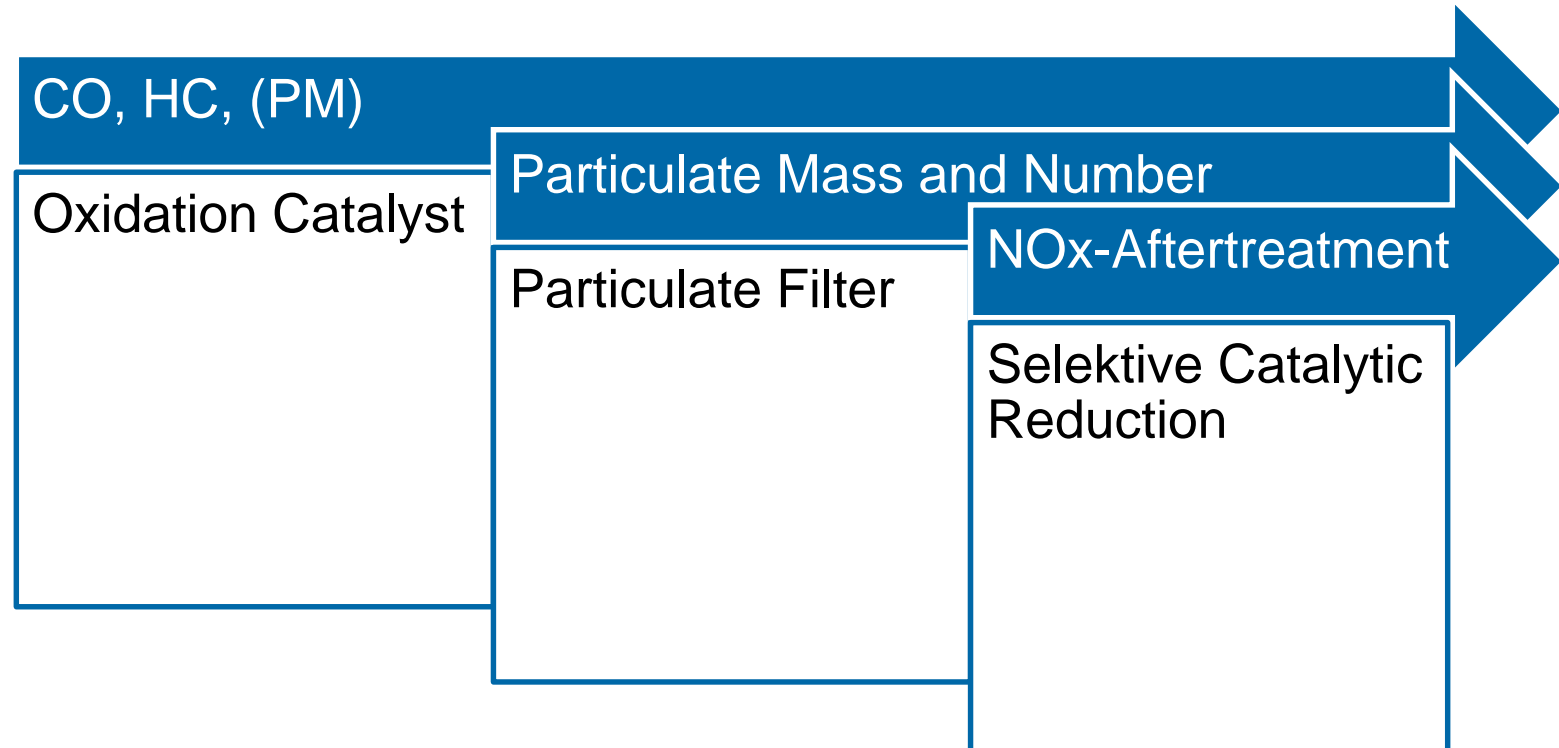 CO, HC, (PM)
Oxidation Catalyst
Particulate Mass and Number
Particulate Filter
NOx-Aftertreatment
Selektive Catalytic
Reduction